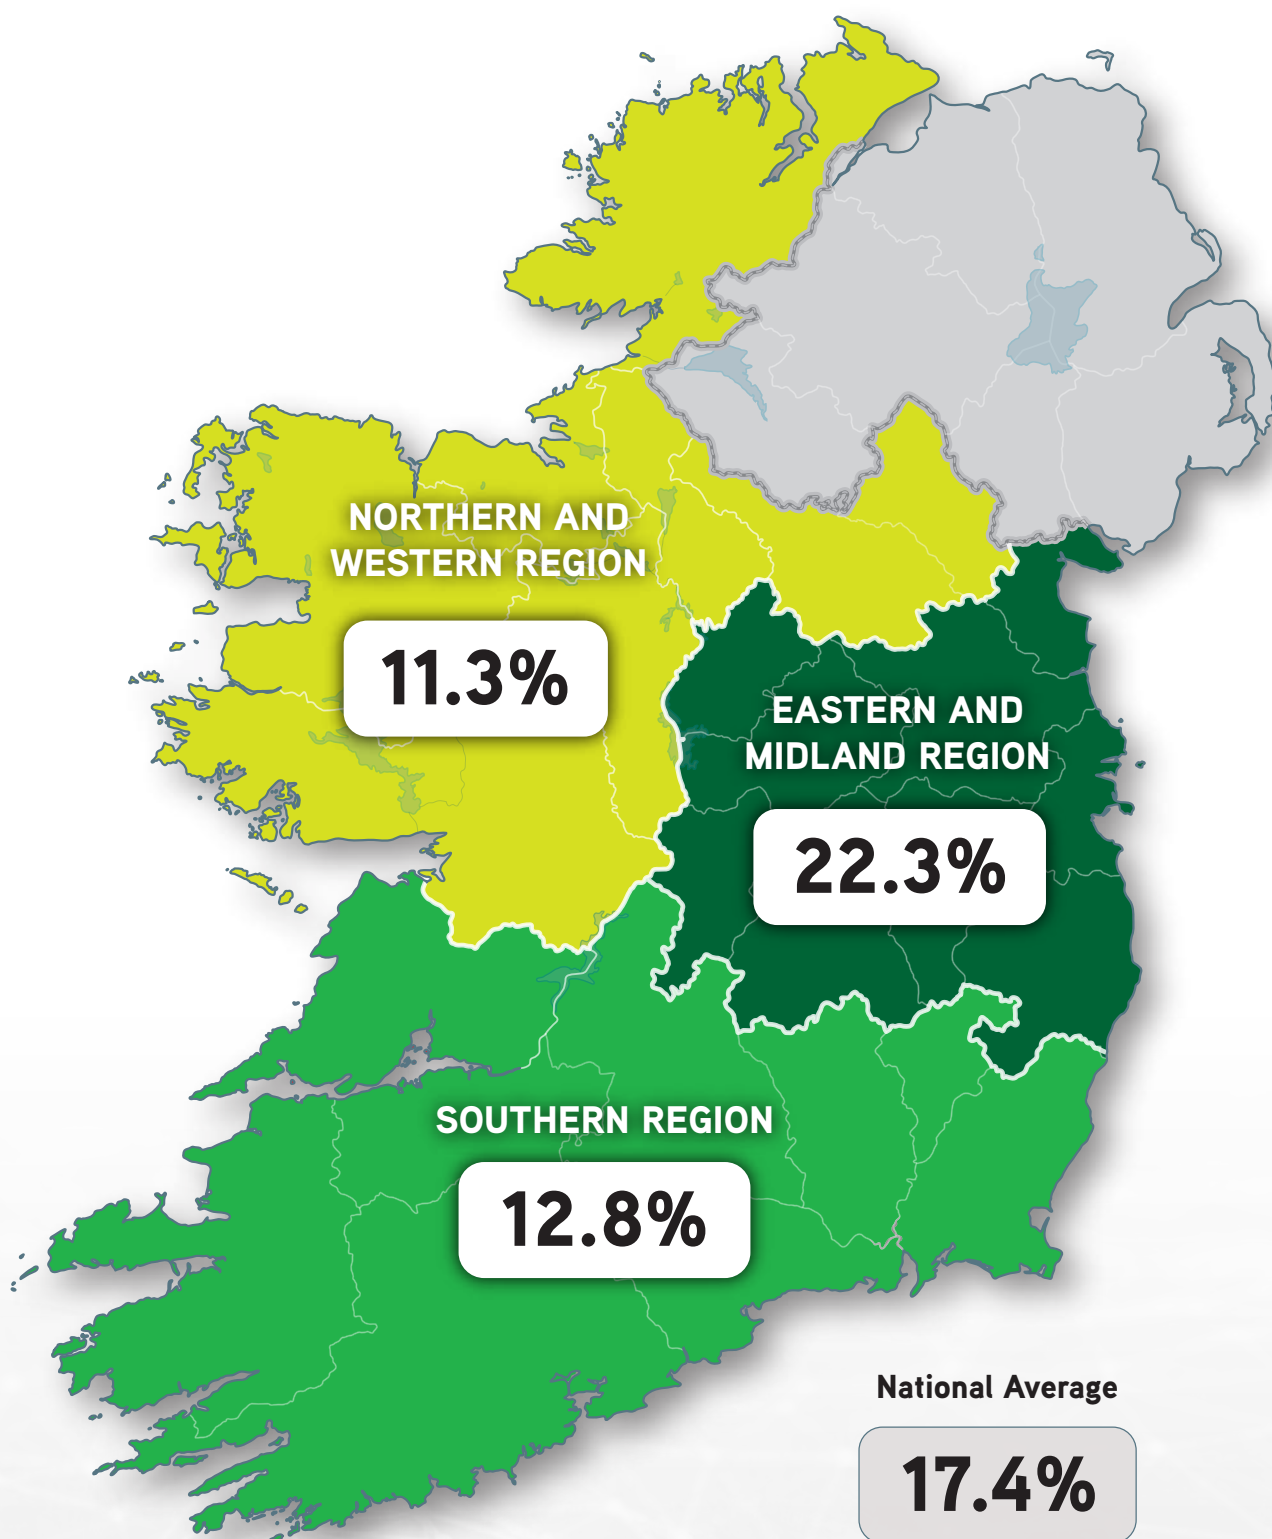 NORTHERN AND
WESTERN REGION
11.3%
EASTERN AND
MIDLAND REGION
22.3%
SOUTHERN REGION
12.8%
National Average
17.4%